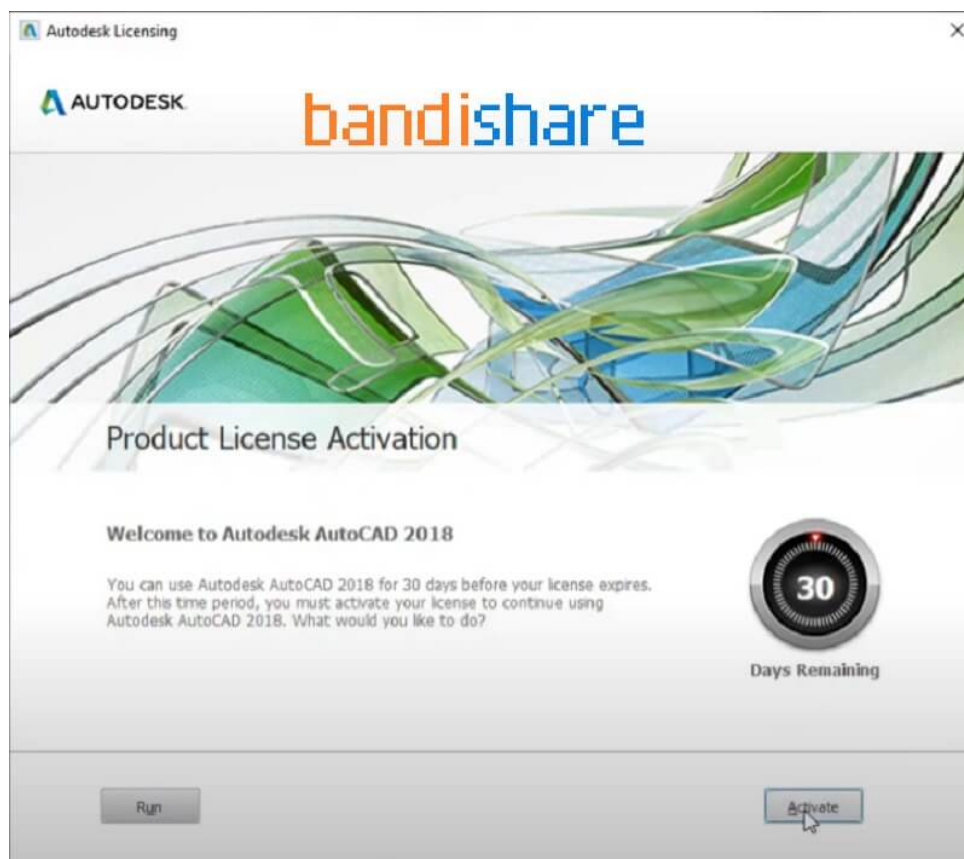 Autodesk Licensing
AUTODESK.
bandishare
Product License Activation
Welcome to Autodesk AutoCAD 2018
You can use Autodesk AutoCAD 2018 for 30 days before your license expires.
After this time period, you must activate your license to continue using
Autodesk AutoCAD 2018. What would you like to do?
30
Days Remaining
Run
Activate